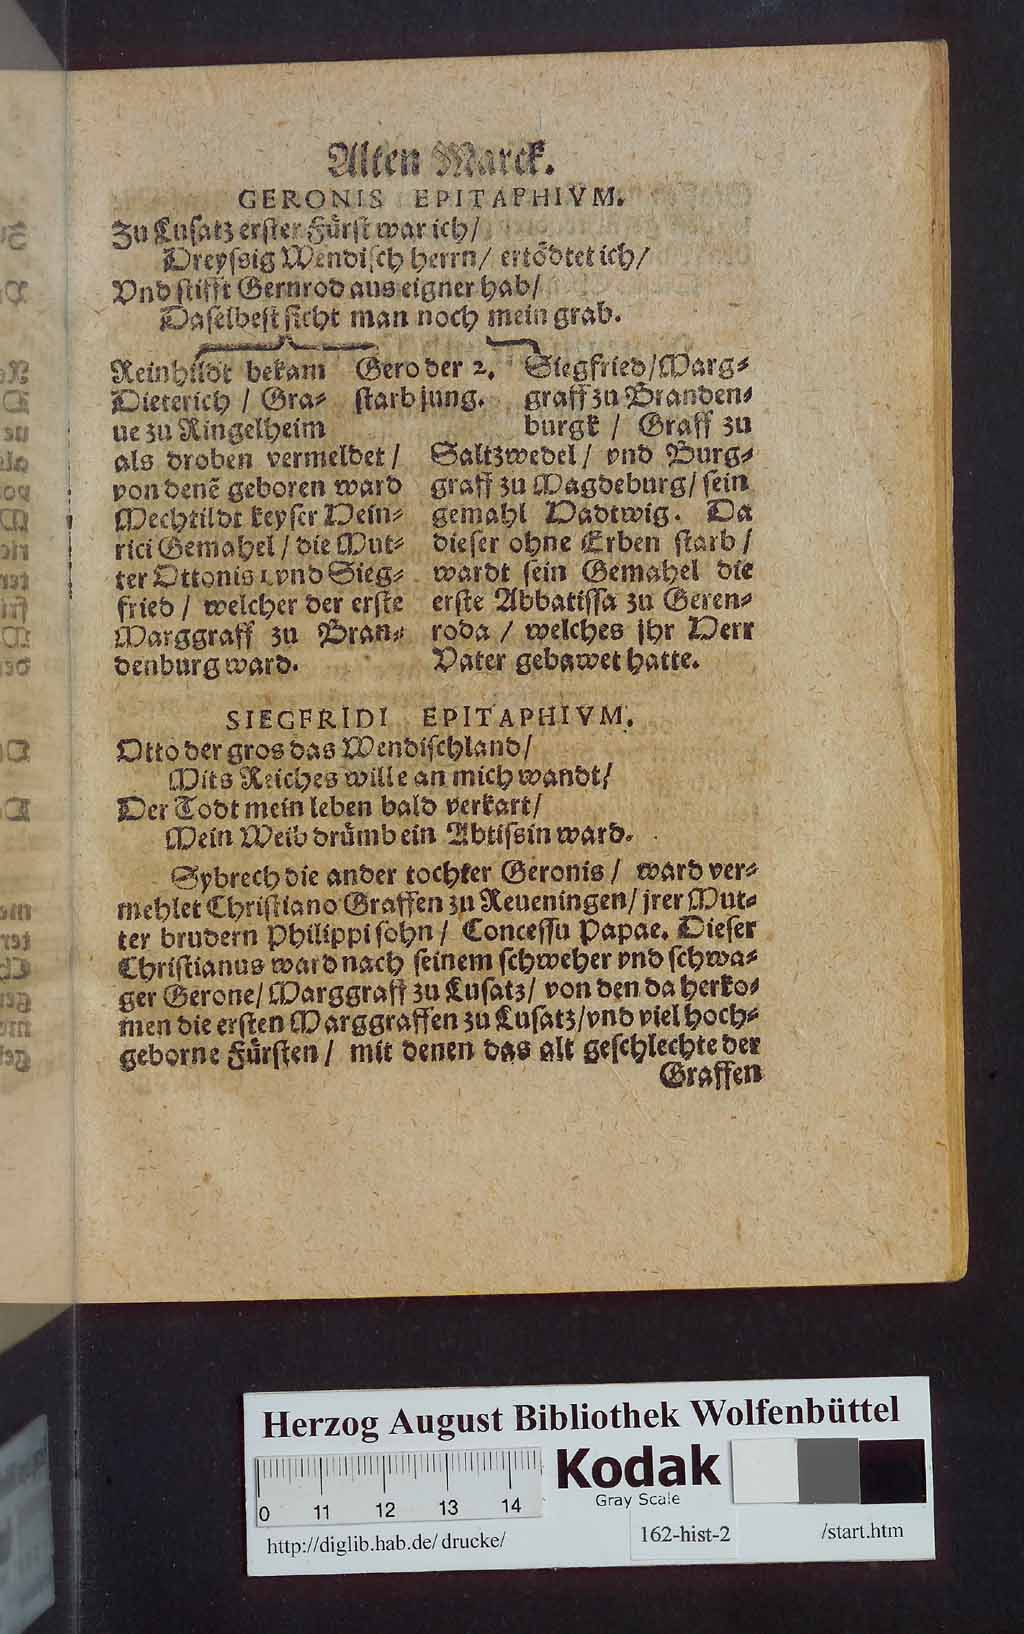 Alten Marck.
GERONIS EPITAPHIVM.
Zu Lusatz erster Fürst war ich/
Dreyssig Wendisch herrn/ ertödtet ich/
Vnd stifft Gernrod aus eigner hab/
Daselbest sicht man noch mein grab.
Reinhildt bekam
Dieterich / Gra⸗
ue zu Ringelheim
als droben vermeldet /
von denē geboren ward
Mechtildt keyser Hein⸗
rici Gemahel / die Mut⸗
ter Ottonis 1. vnd Sieg⸗
fried / welcher der erste
Marggraff zu Bran⸗
denburg ward.
Gero der 2.
starb jung.
Siegfried/Marg⸗
graff zu Branden⸗
burgk / Graff zu
Saltzwedel / vnd Burg⸗
graff zu Magdeburg/ sein
gemahl Hadtwig. Da
dieser ohne Erben starb /
wardt sein Gemahel die
erste Abbatissa zu Geren⸗
roda / welches jhr Herr
Vater gebawet hatte.
SIEGFRIDI EPITAPHIVM.
Otto der gros das Wendischland/
Mits Reiches wille an mich wandt/
Der Todt mein leben bald verkart/
Mein Weib drümb ein Abtissin ward.
Sybrech die ander tochter Geronis / ward ver⸗
mehlet Christiano Graffen zu Reueningen/ jrer Mut⸗
ter brudern Philippi sohn / Concessu Papae. Dieser
Christianus ward nach seinem schweher vnd schwa⸗
ger Gerone/ Marggraff zu Lusatz/ von den da herko⸗
men die ersten Marggraffen zu Lusatz/vnd viel hoch⸗
geborne Fürsten / mit denen das alt geschlechte der
Graffen
Herzog August Bibliothek Wolfenbüttel
Kodak
Gray Scale
0 11 12 13 14
http://diglib.hab.de/ drucke/ 162-hist-2 /start.htm